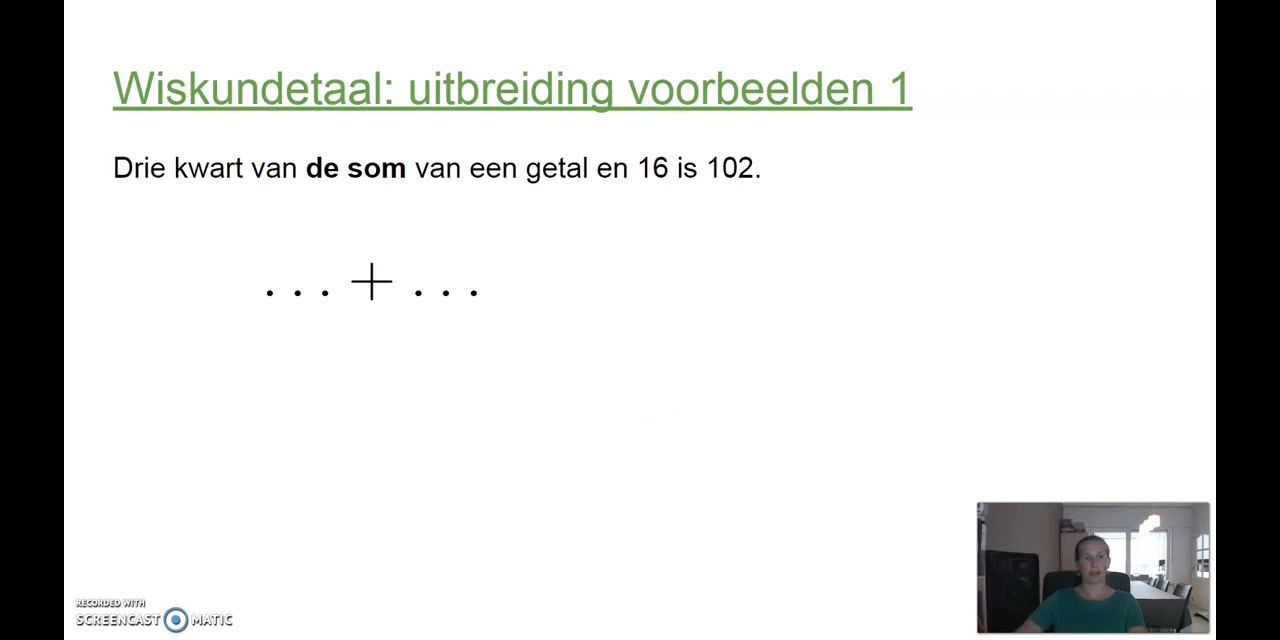 Wiskundetaal: uitbreiding voorbeelden 1
Drie kwart van de som van een getal en 16 is 102.
... + ...
RECORDED WITH
SCREENCAST MATIC